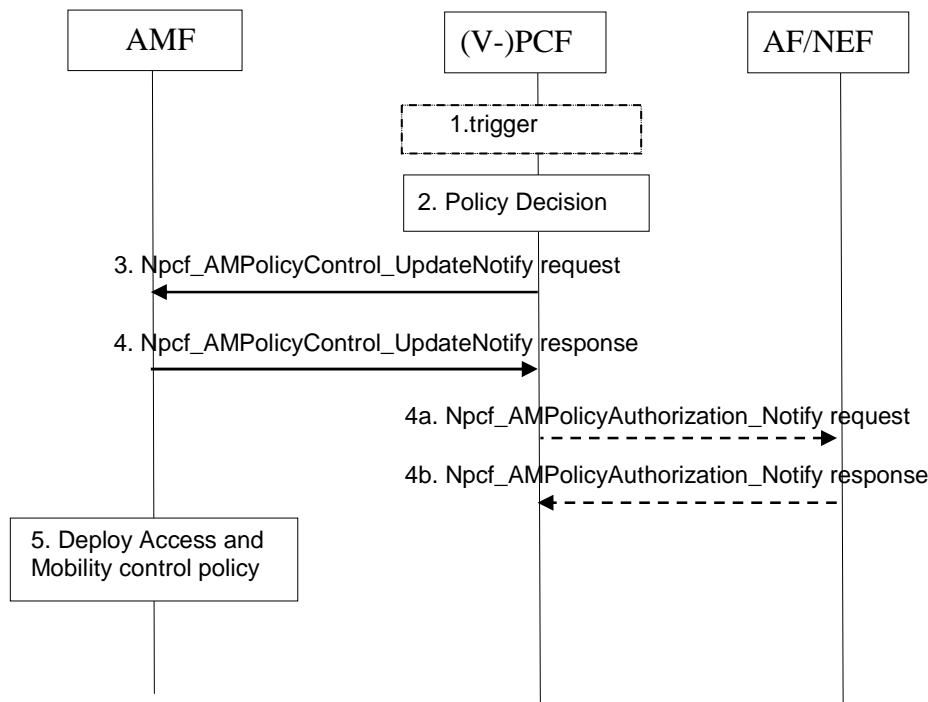 AMF
(V-)PCF
AF/NEF
1.trigger
2. Policy Decision
3. Npcf_AMPolicyControl_UpdateNotify request
4. Npcf_AMPolicyControl_UpdateNotify response
4a. Npcf_AMPolicyAuthorization_Notify request
4b. Npcf_AMPolicyAuthorization_Notify response
5. Deploy Access and
Mobility control policy